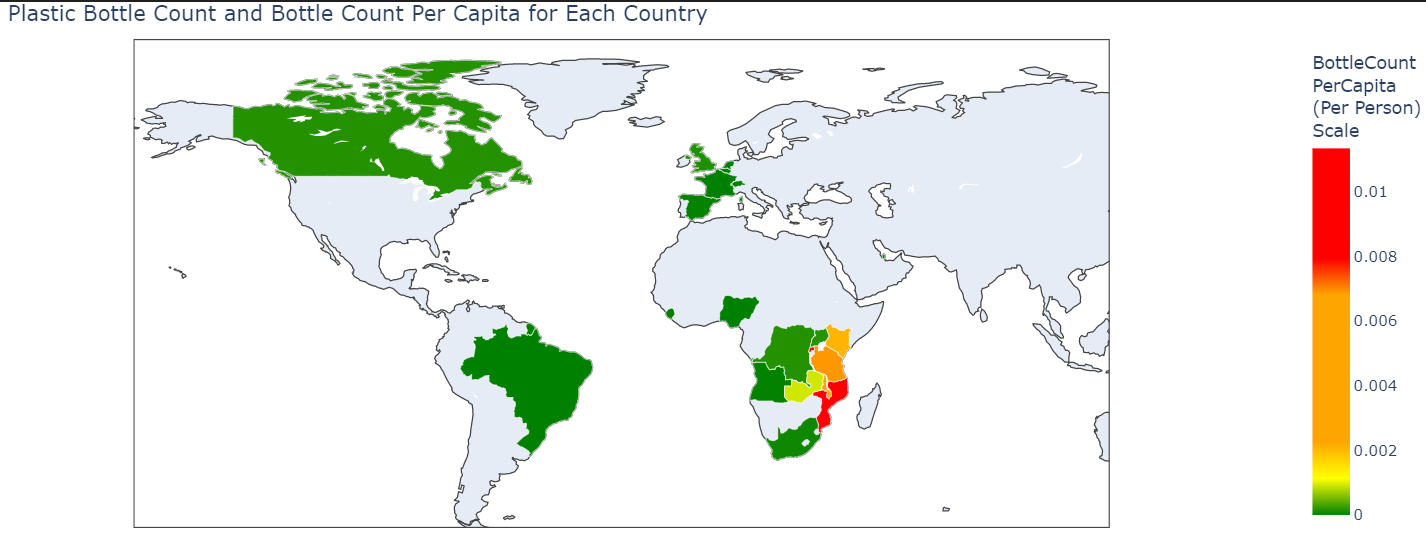 Plastic Bottle Count and Bottle Count Per Capita for Each Country
BottleCount
PerCapita
(Per Person)
Scale
0.01
0.008
0.006
0.004
0.002
0